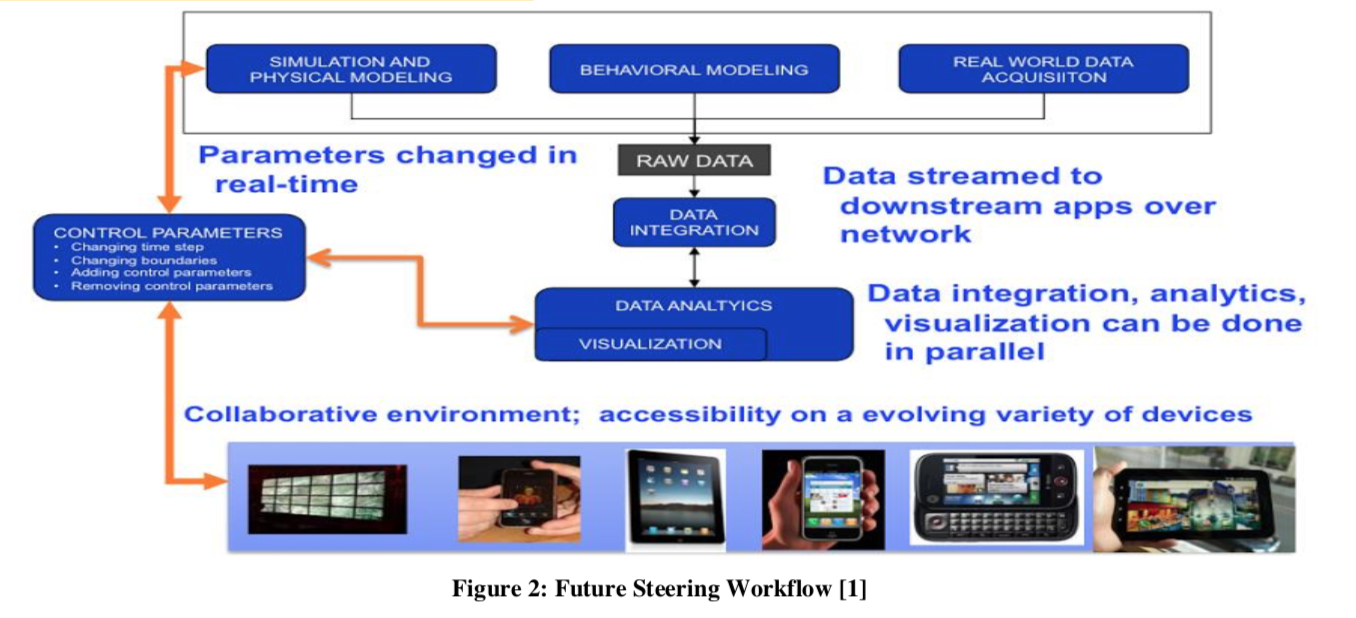 SIMULATION AND
PHYSICAL MODELING
BEHAVIORAL MODELING
REAL WORLD DATA
ACQUISIITON
Parameters changed in
real-time
RAW DATA
Data streamed to
downstream apps over
network
DATA
INTEGRATION
CONTROL PARAMETERS
• Changing time step
• Changing boundaries
• Adding control parameters
• Removing control parameters
DATA ANALTYICS
VISUALIZATION
Data integration, analytics,
visualization can be done
in parallel
Collaborative environment; accessibility on a evolving variety of devices
Figure 2: Future Steering Workflow [1]